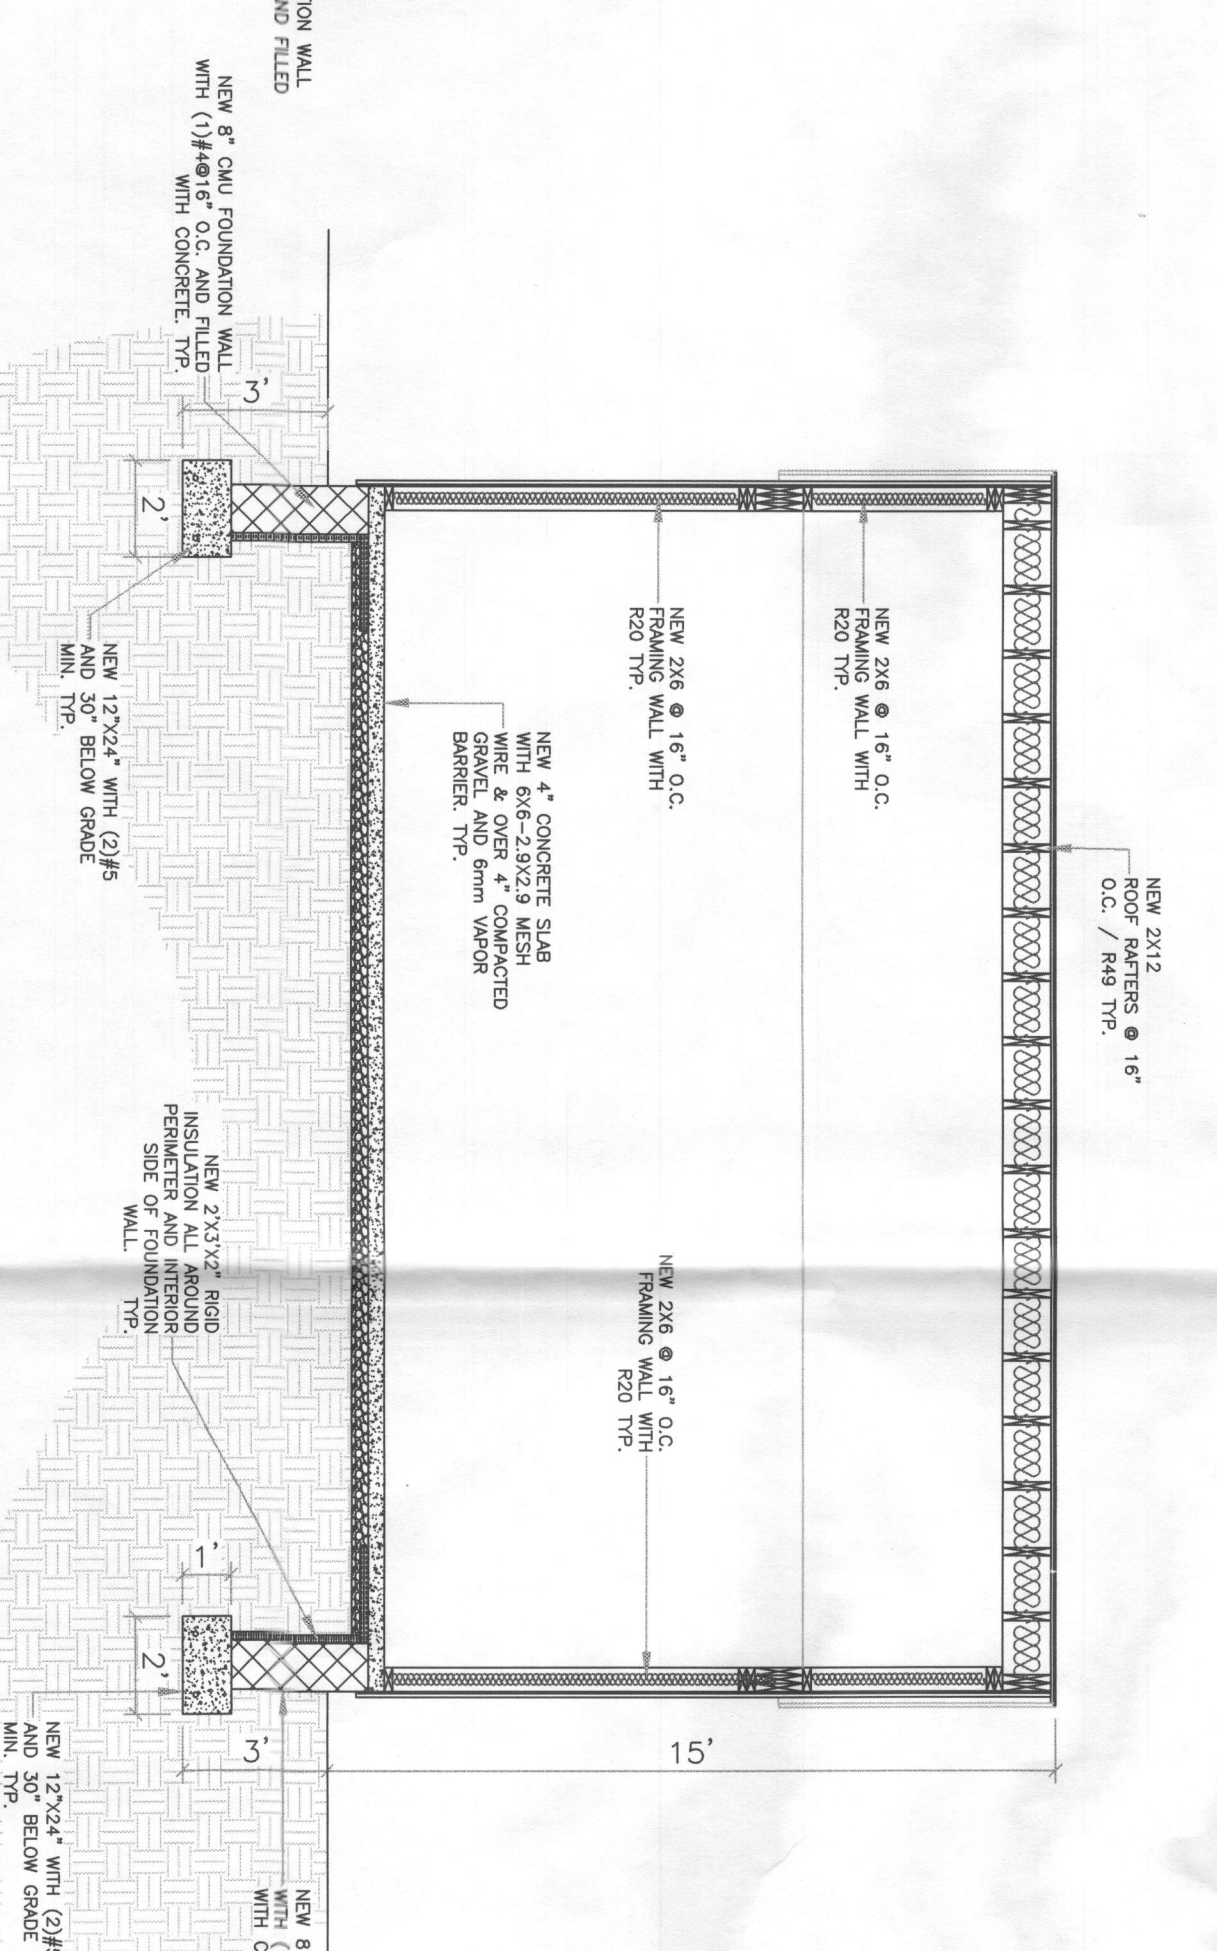 NEW 2X12
ROOF RAFTERS @ 16"
O.C. / R49 TYP.
NEW 2X6 @ 16" O.C.
FRAMING WALL WITH
R20 TYP.
NEW 2X6 @ 16" O.C.
FRAMING WALL WITH
R20 TYP.
NEW 2X6 @ 16" O.C.
FRAMING WALL WITH
R20 TYP.
15'
NEW 4" CONCRETE SLAB
WITH 6X6-2.9X2.9 MESH
WIRE & OVER 4" COMPACTED
GRAVEL AND 6mm VAPOR
BARRIER. TYP.
WALL
FILLED
NEW 8" CMU FOUNDATION WALL
WITH (1)#4@16" O.C. AND FILLED
WITH CONCRETE. TYP.
3'
2'
NEW 12"X24" WITH (2)#5
AND 30" BELOW GRADE
MIN. TYP.
NEW 2'X3'X2" RIGID
INSULATION ALL AROUND
PERIMETER AND INTERIOR
SIDE OF FOUNDATION
WALL. TYP.
1'
2'
3'
NEW 8
WITH (
WITH
NEW 12"X24" WITH (2)#5
AND 30" BELOW GRADE
MIN. TYP.